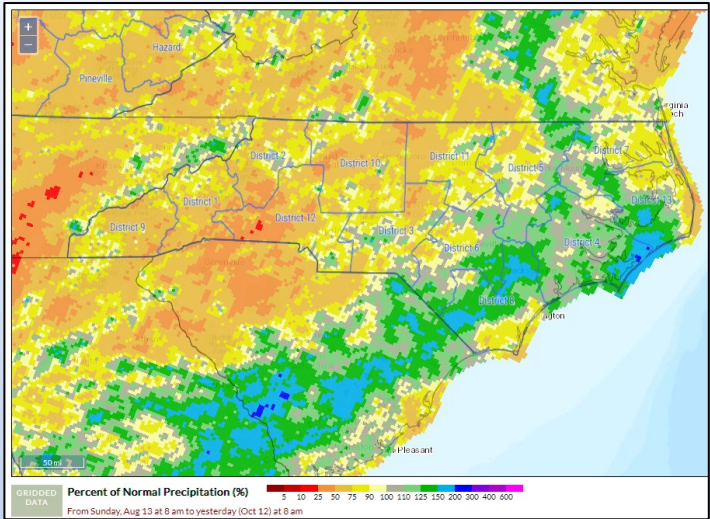 +
−
Hazard
Pineville
rginia
ch
District 2
District 10
District 11
District 5
District 7
District 1
District 13
District 9
District 12
District 3
District 6
District 4
District 8
gton
Pleasant
50 mi
GRIDDED
DATA
Percent of Normal Precipitation (%)
5 10 25 50 75 90 100 110 125 150 200 300 400 600
From Sunday, Aug 13 at 8 am to yesterday (Oct 12) at 8 am